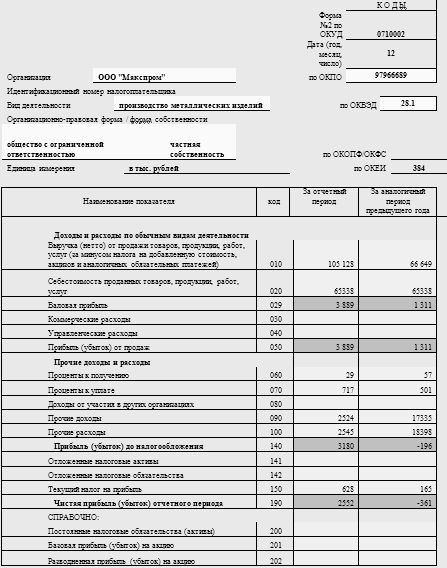 К О Д Ы
Форма
№2 по
ОКУД 0710002
Дата (год,
месяц,
число) 12
Организация ООО "Макспром" по ОКПО 97966689
Идентификационный номер налогоплательщика
Вид деятельности производство металлических изделий по ОКВЭД 28.1
Организационно-правовая форма / форма собственности
общество с ограниченной частная
ответственностью собственность по ОКОПФ/ОКФС
Единица измерения в тыс. рублей по ОКЕИ 384
Наименование показателя код За отчетный период За аналогичный период предыдущего года
Доходы и расходы по обычным видам деятельности
Выручка (нетто) от продажи товаров, продукции, работ,
услуг (за минусом налога на добавленную стоимость,
акцизов и аналогичных обязательных платежей) 010 105 128 66 649
Себестоимость проданных товаров, продукции, работ,
услуг 020 65338 65338
Валовая прибыль 029 3 889 1 311
Коммерческие расходы 030
Управленческие расходы 040
Прибыль (убыток) от продаж 050 3 889 1 311
Прочие доходы и расходы
Проценты к получению 060 29 57
Проценты к уплате 070 717 501
Доходы от участия в других организациях 080
Прочие доходы 090 2524 17335
Прочие расходы 100 2545 18398
Прибыль (убыток) до налогообложения 140 3180 -196
Отложенные налоговые активы 141
Отложенные налоговые обязательства 142
Текущий налог на прибыль 150 628 165
Чистая прибыль (убыток) отчетного периода 190 2552 -361
СПРАВОЧНО:
Постоянные налоговые обязательства (активы) 200
Базовая прибыль (убыток) на акцию 201
Разводненная прибыль (убыток) на акцию 202